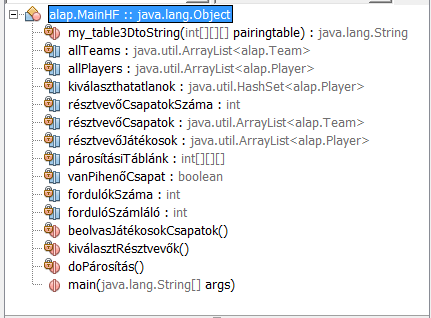 alap.MainHF :: java.lang.Object
my_table3DtoString(int[][][] pairingtable) : java.lang.String
allTeams : java.util.ArrayList<alap.Team>
allPlayers : java.util.ArrayList<alap.Player>
kiválaszthatatlanok : java.util.HashSet<alap.Player>
résztvevőCsapatokSzáma : int
résztvevőCsapatok : java.util.ArrayList<alap.Team>
résztvevőJátékosok : java.util.ArrayList<alap.Player>
párosításiTáblánk : int[][][]
vanPihenőCsapat : boolean
fordulókSzáma : int
fordulóSzámláló : int
beolvasJátékosokCsapatok()
kiválasztRésztvevők()
doPárosítás()
main(java.lang.String[] args)